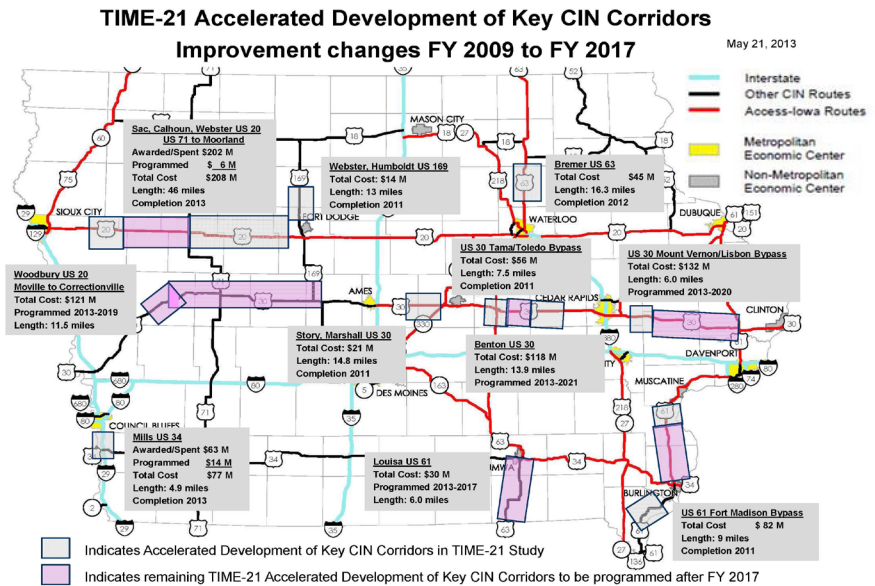 TIME-21 Accelerated Development of Key CIN Corridors
Improvement changes FY 2009 to FY 2017
May 21, 2013
Interstate
Other CIN Routes
Access-Iowa Routes
Metropolitan
Economic Center
Non-Metropolitan
Economic Center
MASON CITY
Sac, Calhoun, Webster US 20
US 71 to Moorland
Awarded/Spent $202 M
Programmed $ 6 M
Total Cost $208 M
Length: 46 miles
Completion 2013
Webster, Humboldt US 169
Total Cost: $14 M
Length: 13 miles
Completion 2011
Bremer US 63
Total Cost $45 M
Length: 16.3 miles
Completion 2012
SIOUX CITY
FORT DODGE
WATERLOO
DUBUQUE
US 30 Tama/Toledo Bypass
Total Cost: $56 M
Length: 7.5 miles
Completion 2011
US 30 Mount Vernon/Lisbon Bypass
Total Cost: $132 M
Length: 6.0 miles
Programmed 2013-2020
Woodbury US 20
Moville to Correctionville
Total Cost: $121 M
Programmed 2013-2019
Length: 11.5 miles
AMES
CEDAR RAPIDS
CLINTON
Story, Marshall US 30
Total Cost: $21 M
Length: 14.8 miles
Completion 2011
Benton US 30
Total Cost: $118 M
Length: 13.9 miles
Programmed 2013-2021
DAVENPORT
MUSCATINE
DES MOINES
COUNCIL BLUFFS
Mills US 34
Awarded/Spent $63 M
Programmed $14 M
Total Cost $77 M
Length: 4.9 miles
Completion 2013
Louisa US 61
Total Cost: $30 M
Programmed 2013-2017
Length: 6.0 miles
BURLINGTON
US 61 Fort Madison Bypass
Total Cost $ 82 M
Length: 9 miles
Completion 2011
Indicates Accelerated Development of Key CIN Corridors in TIME-21 Study
Indicates remaining TIME-21 Accelerated Development of Key CIN Corridors to be programmed after FY 2017